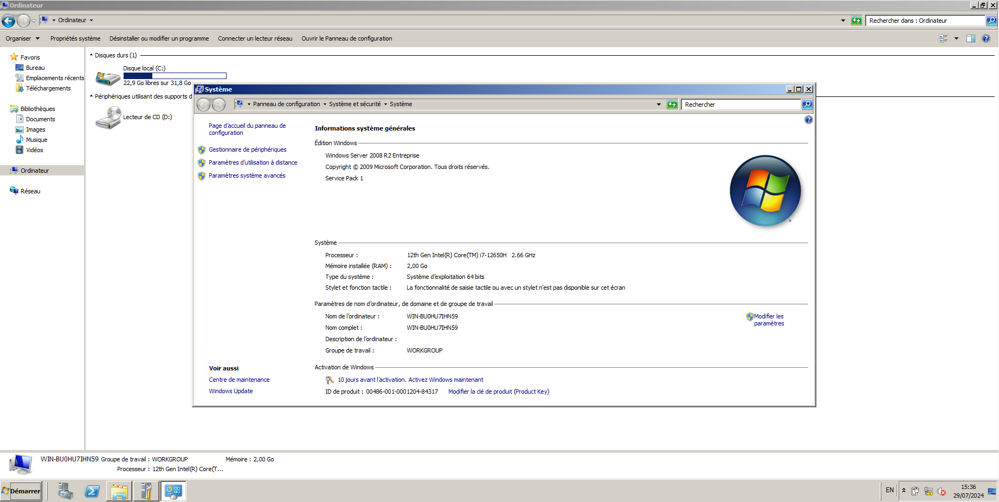 Ordinateur
Ordinateur
Rechercher dans : Ordinateur
Organiser
Propriétés système
Désinstaller ou modifier un programme
Connecter un lecteur réseau
Ouvrir le Panneau de configuration
Favoris
Bureau
Emplacements récents
Téléchargements
Bibliothèques
Documents
Images
Musique
Vidéos
Ordinateur
Réseau
Disques durs (1)
Disque local (C:)
22,9 Go libres sur 31,8 Go
Périphériques utilisant des supports d
Lecteur de CD (D:)
Système
Panneau de configuration
Système et sécurité
Système
Rechercher
Page d'accueil du panneau de
configuration
Gestionnaire de périphériques
Paramètres d'utilisation à distance
Paramètres système avancés
Voir aussi
Centre de maintenance
Windows Update
Informations système générales
Édition Windows
Windows Server 2008 R2 Entreprise
Copyright © 2009 Microsoft Corporation. Tous droits réservés.
Service Pack 1
Système
Processeur : 12th Gen Intel(R) Core(TM) i7-12650H 2.66 GHz
Mémoire installée (RAM) : 2,00 Go
Type du système : Système d'exploitation 64 bits
Stylet et fonction tactile : La fonctionnalité de saisie tactile ou avec un stylet n'est pas disponible sur cet écran
Paramètres de nom d'ordinateur, de domaine et de groupe de travail
Nom de l'ordinateur : WIN-BU0HU7IHN59
Nom complet : WIN-BU0HU7IHN59
Description de l'ordinateur :
Groupe de travail : WORKGROUP
Modifier les
paramètres
Activation de Windows
10 jours avant l'activation. Activez Windows maintenant
ID de produit : 00486-001-0001204-84317 Modifier la clé de produit (Product Key)
WIN-BU0HU7IHN59 Groupe de travail : WORKGROUP Mémoire : 2,00 Go
Processeur : 12th Gen Intel(R) Core(T...
Démarrer
EN
15:36
29/07/2024